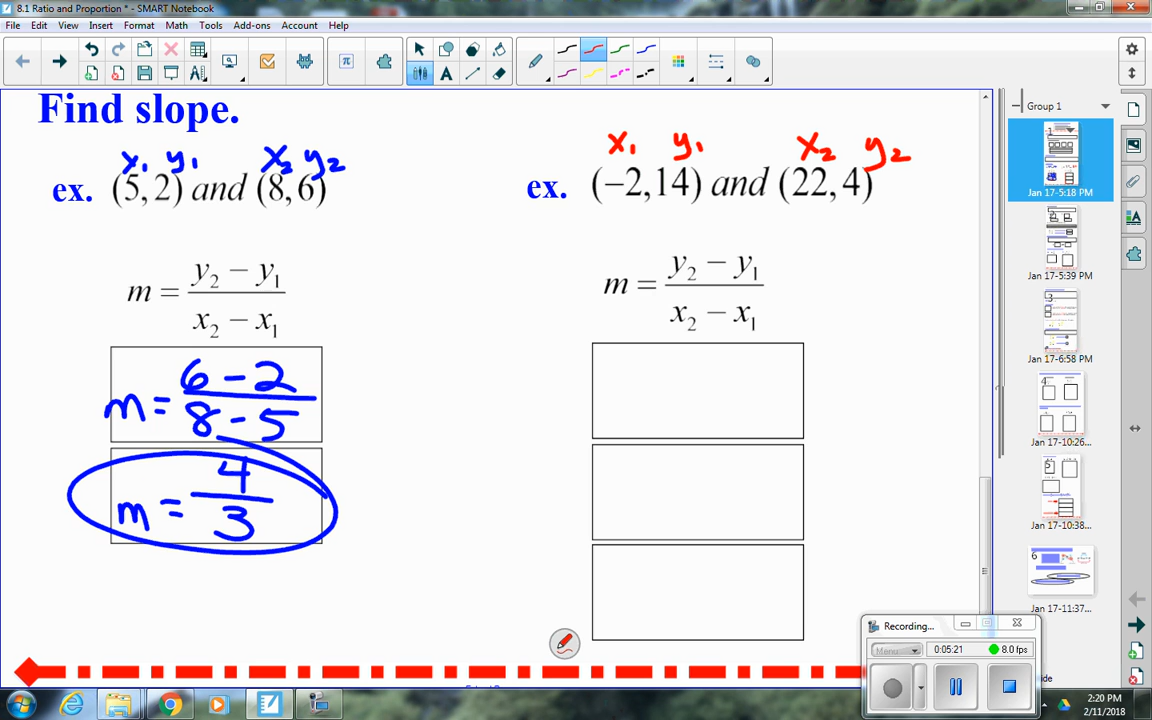 8.1 Ratio and Proportion * - SMART Notebook
File Edit View Insert Format Math Tools Add-ons Account Help
Group 1
Find slope.
x₁ y₁ x₂ y₂
ex. (5, 2) and (8, 6)
m = y₂ − y₁ / x₂ − x₁
m = 6 − 2 / 8 − 5
m = 4 / 3
x₁ y₁ x₂ y₂
ex. (−2, 14) and (22, 4)
m = y₂ − y₁ / x₂ − x₁
Jan 17-5:18 PM
Jan 17-5:39 PM
Jan 17-6:58 PM
Jan 17-10:26...
Jan 17-10:38...
Jan 17-11:37...
Recording...
Menu
0:05:21
8.0 fps
2:20 PM
2/11/2018